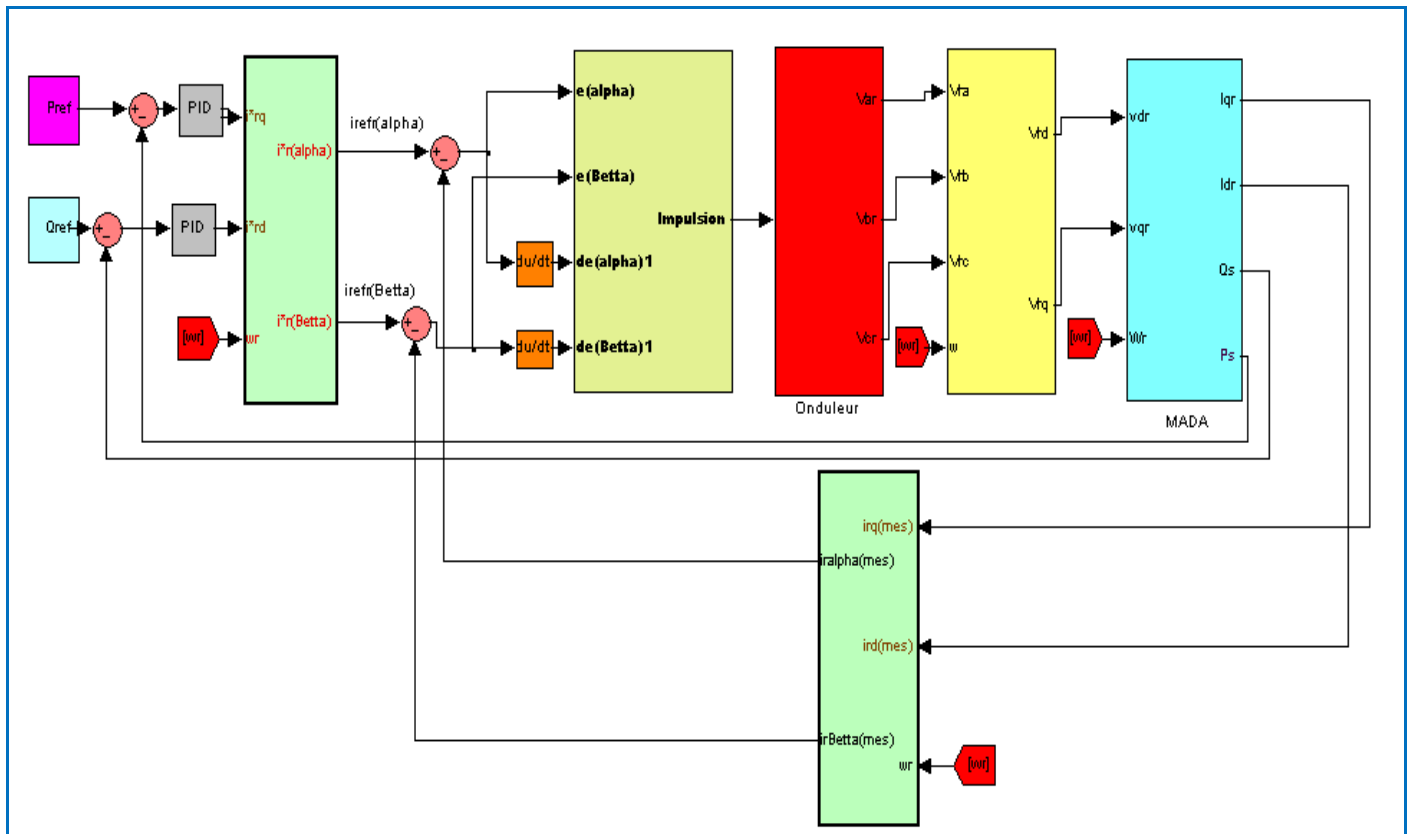 Pref
PID
i*rq
i*r(alpha)
irefr(alpha)
Qref
PID
i*rd
i*r(Betta)
irefr(Betta)
[wr]
wr
du/dt
du/dt
e(alpha)
e(Betta)
Impulsion
de(alpha)1
de(Betta)1
Var
Vbr
Vbr
Onduleur
Vra
Vrb
Vrc
[wr]
w
Vrd
Vrq
[wr]
vdr
vqr
Wr
Iqr
Idr
Qs
Ps
MADA
irq(mes)
iralpha(mes)
ird(mes)
irBetta(mes)
wr
[wr]